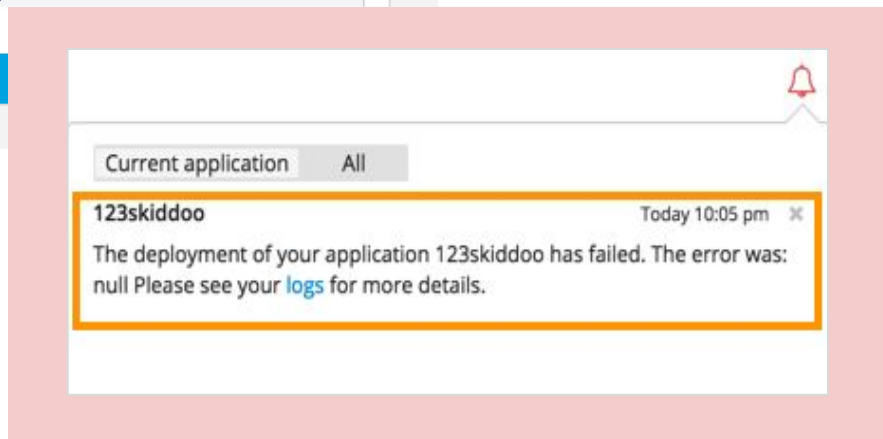 Current application All
123skiddoo Today 10:05 pm
The deployment of your application 123skiddoo has failed. The error was:
null Please see your logs for more details.